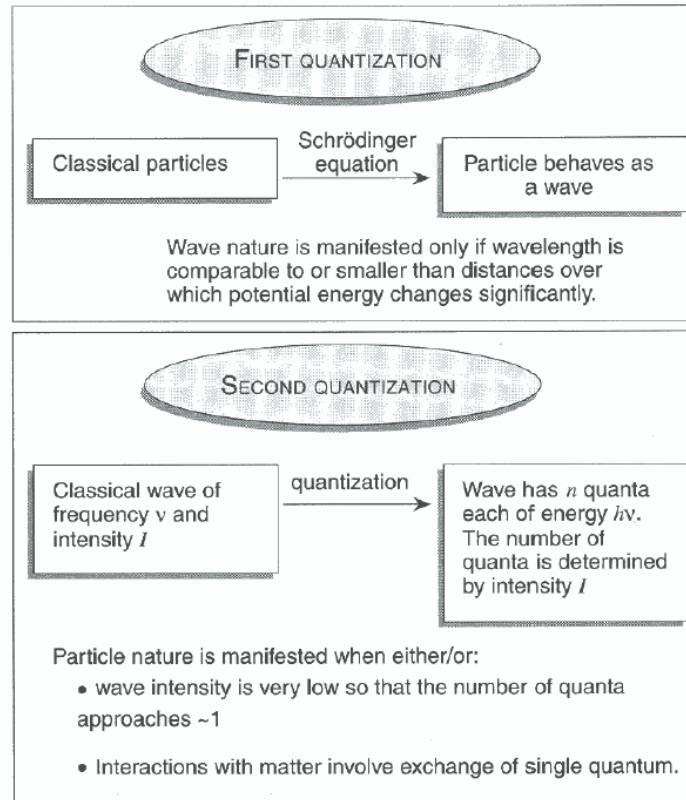 FIRST QUANTIZATION
Classical particles
Schrödinger
equation
Particle behaves as
a wave
Wave nature is manifested only if wavelength is
comparable to or smaller than distances over
which potential energy changes significantly.
SECOND QUANTIZATION
Classical wave of
frequency ν and
intensity I
quantization
Wave has n quanta
each of energy hν.
The number of
quanta is determined
by intensity I
Particle nature is manifested when either/or:
• wave intensity is very low so that the number of quanta
approaches ~1
• Interactions with matter involve exchange of single quantum.